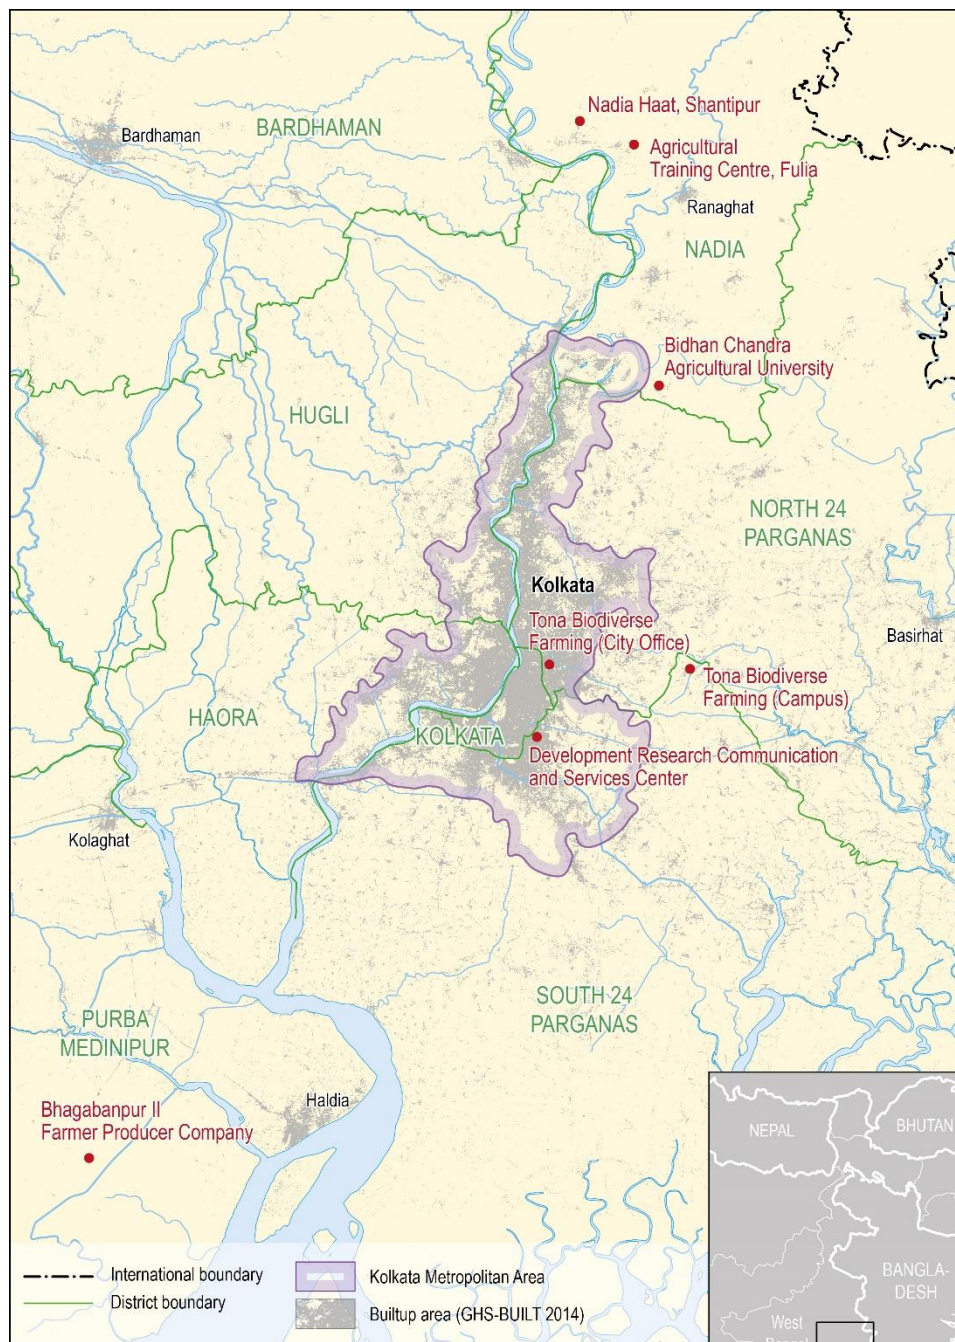 Nadia Haat, Shantipur
Bardhaman
BARDHAMAN
Agricultural
Training Centre, Fulia
Ranaghat
NADIA
Bidhan Chandra
Agricultural University
HUGLI
NORTH 24
PARGANAS
Kolkata
Tona Biodiverse
Farming (City Office)
Basirhat
Tona Biodiverse
Farming (Campus)
HAORA
KOLKATA
Development Research Communication
and Services Center
Kolaghat
SOUTH 24
PARGANAS
PURBA
MEDINIPUR
Haldia
Bhagabanpur II
Farmer Producer Company
NEPAL
BHUTAN
BANGLA-
DESH
West
International boundary
District boundary
Kolkata Metropolitan Area
Builtup area (GHS-BUILT 2014)